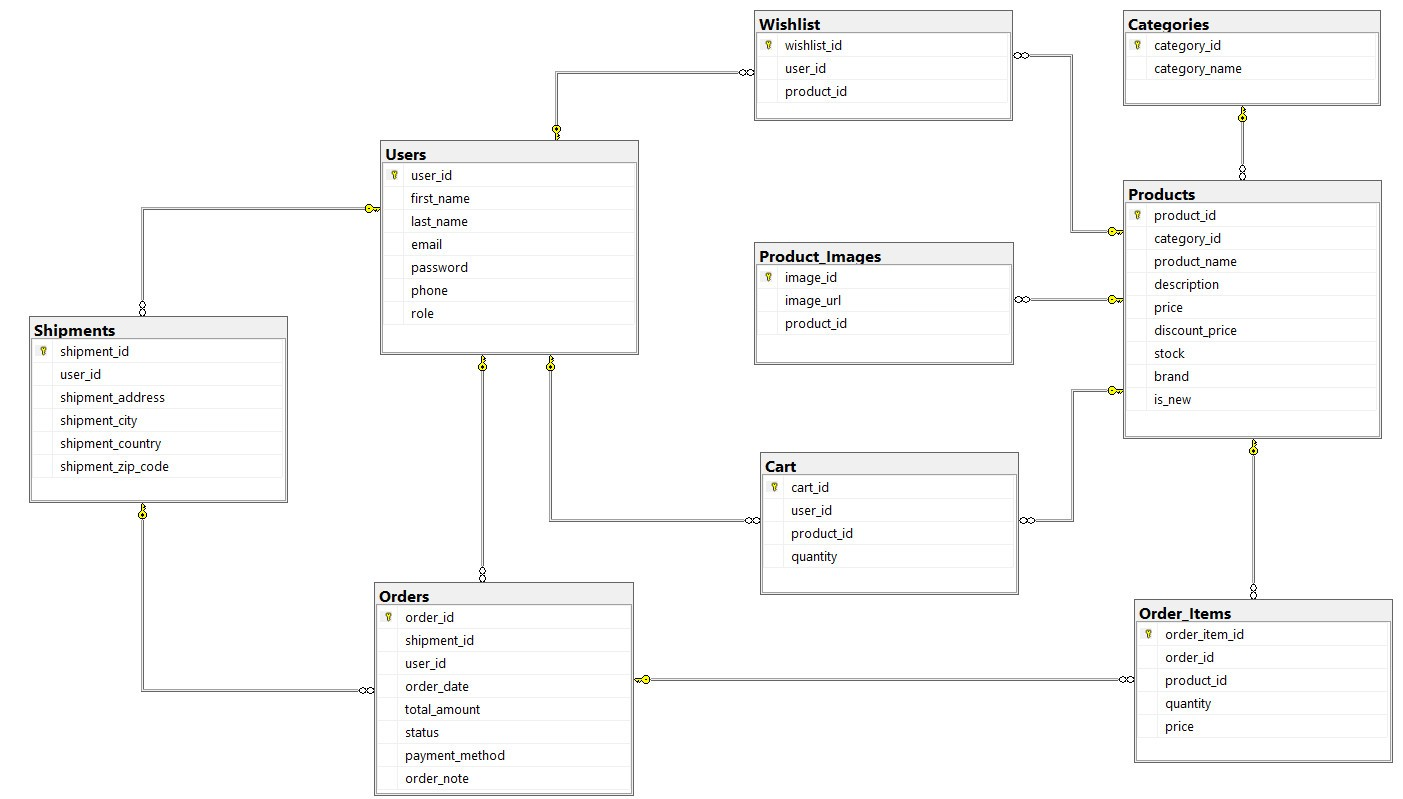 Wishlist
wishlist_id
user_id
product_id
Categories
category_id
category_name
Users
user_id
first_name
last_name
email
password
phone
role
Products
product_id
category_id
product_name
description
price
discount_price
stock
brand
is_new
Product_Images
image_id
image_url
product_id
Shipments
shipment_id
user_id
shipment_address
shipment_city
shipment_country
shipment_zip_code
Cart
cart_id
user_id
product_id
quantity
Orders
order_id
shipment_id
user_id
order_date
total_amount
status
payment_method
order_note
Order_Items
order_item_id
order_id
product_id
quantity
price